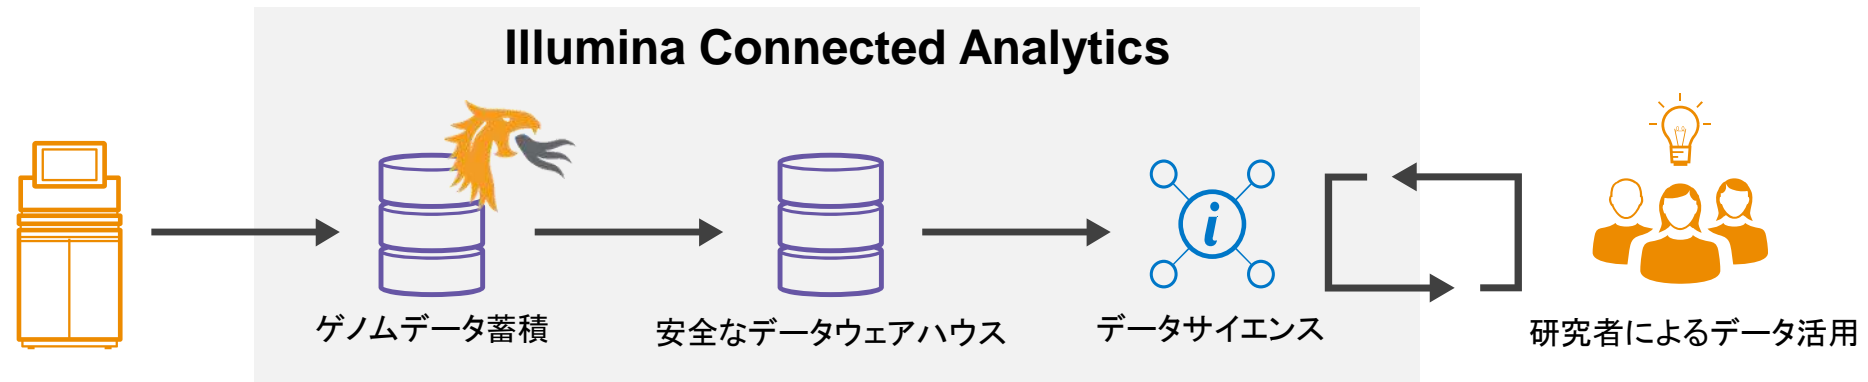 Illumina Connected Analytics
i
ゲノムデータ蓄積
安全なデータウェアハウス
データサイエンス
研究者によるデータ活用